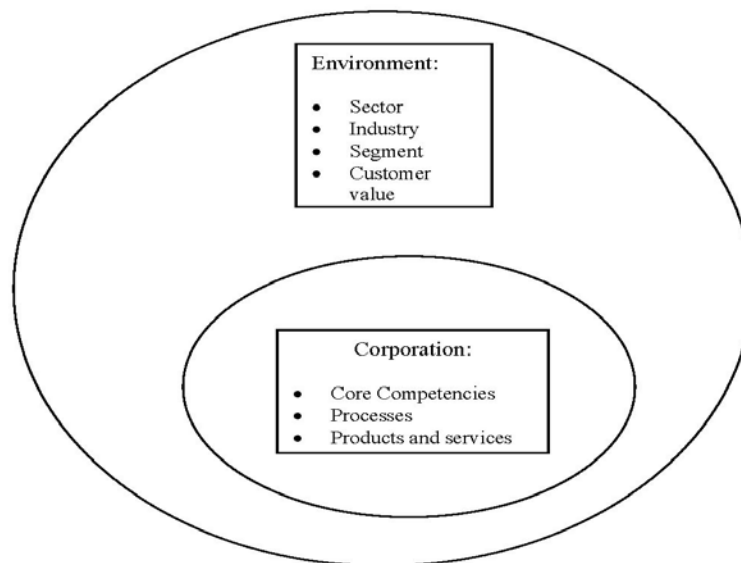 Environment:
• Sector
• Industry
• Segment
• Customer
value
Corporation:
• Core Competencies
• Processes
• Products and services